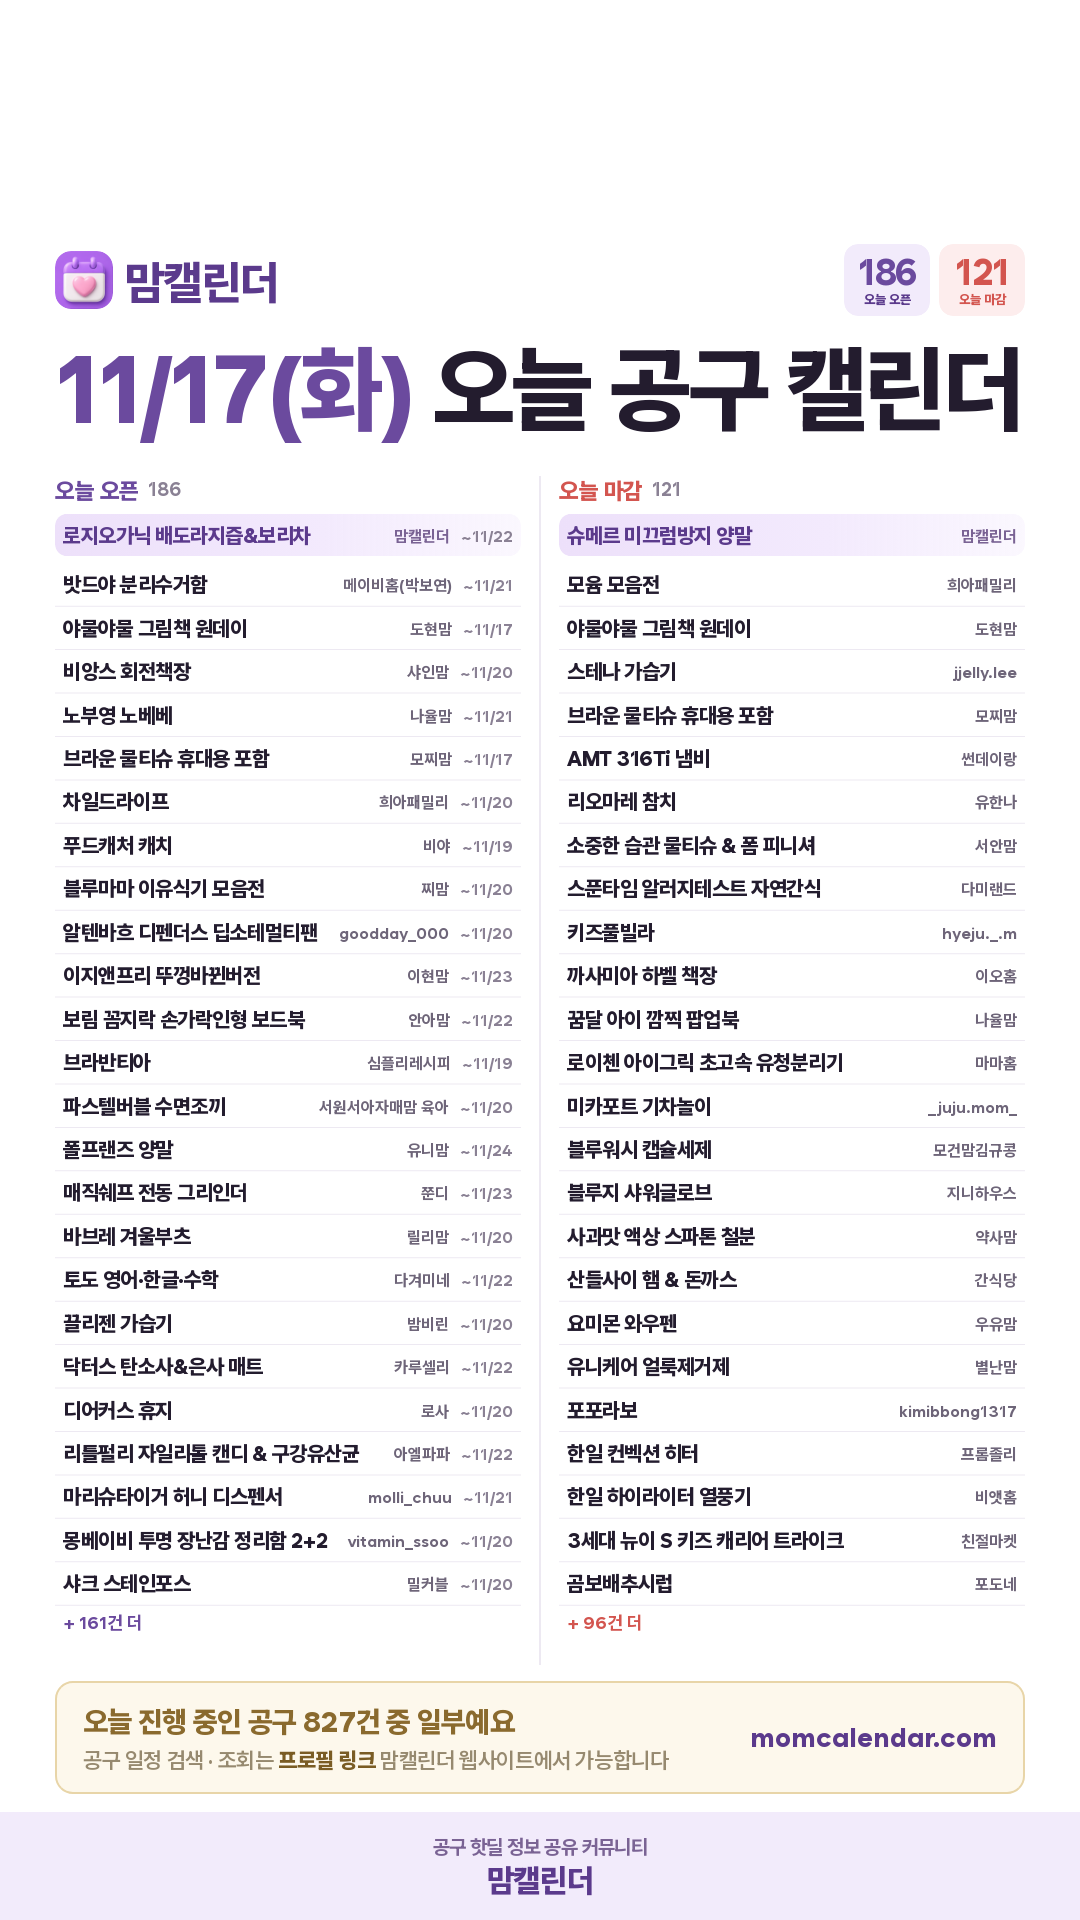 맘캘린더
186
오늘 오픈
121
오늘 마감
11/17(화) 오늘 공구 캘린더
오늘 오픈 186
로지오가닉 배도라지즙&보리차 맘캘린더 ~11/22
밧드야 분리수거함 메이비홈(박보연) ~11/21
야물야물 그림책 원데이 도현맘 ~11/17
비앙스 회전책장 샤인맘 ~11/20
노부영 노베베 나율맘 ~11/21
브라운 물티슈 휴대용 포함 모찌맘 ~11/17
차일드라이프 희아패밀리 ~11/20
푸드캐처 캐치 비야 ~11/19
블루마마 이유식기 모음전 찌맘 ~11/20
알텐바흐 디펜더스 딥소테멀티팬 goodday_000 ~11/20
이지앤프리 뚜껑바뀐버전 이현맘 ~11/23
보림 꼼지락 손가락인형 보드북 안아맘 ~11/22
브라반티아 심플리레시피 ~11/19
파스텔버블 수면조끼 서원서아자매맘 육아 ~11/20
폴프랜즈 양말 유니맘 ~11/24
매직쉐프 전동 그리인더 쭌디 ~11/23
바브레 겨울부츠 릴리맘 ~11/20
토도 영어·한글·수학 다겨미네 ~11/22
끌리젠 가습기 밤비린 ~11/20
닥터스 탄소사&은사 매트 카루셀리 ~11/22
디어커스 휴지 로사 ~11/20
리틀펄리 자일리톨 캔디 & 구강유산균 아엘파파 ~11/22
마리슈타이거 허니 디스펜서 molli_chuu ~11/21
몽베이비 투명 장난감 정리함 2+2 vitamin_ssoo ~11/20
샤크 스테인포스 밀커블 ~11/20
+ 161건 더
오늘 마감 121
슈메르 미끄럼방지 양말 맘캘린더
모윰 모음전 희아패밀리
야물야물 그림책 원데이 도현맘
스테나 가습기 jjelly.lee
브라운 물티슈 휴대용 포함 모찌맘
AMT 316Ti 냄비 썬데이랑
리오마레 참치 유한나
소중한 습관 물티슈 & 폼 피니셔 서안맘
스푼타임 알러지테스트 자연간식 다미랜드
키즈풀빌라 hyeju._.m
까사미아 하벨 책장 이오홈
꿈달 아이 깜찍 팝업북 나율맘
로이첸 아이그릭 초고속 유청분리기 마마홈
미카포트 기차놀이 _juju.mom_
블루워시 캡슐세제 모건맘김규콩
블루지 샤워글로브 지니하우스
사과맛 액상 스파톤 철분 약사맘
산들사이 햄 & 돈까스 간식당
요미몬 와우펜 우유맘
유니케어 얼룩제거제 별난맘
포포라보 kimibbong1317
한일 컨벡션 히터 프롬졸리
한일 하이라이터 열풍기 비앳홈
3세대 뉴이 S 키즈 캐리어 트라이크 친절마켓
곰보배추시럽 포도네
+ 96건 더
오늘 진행 중인 공구 827건 중 일부예요
공구 일정 검색 · 조회는 프로필 링크 맘캘린더 웹사이트에서 가능합니다
momcalendar.com
공구 핫딜 정보 공유 커뮤니티
맘캘린더